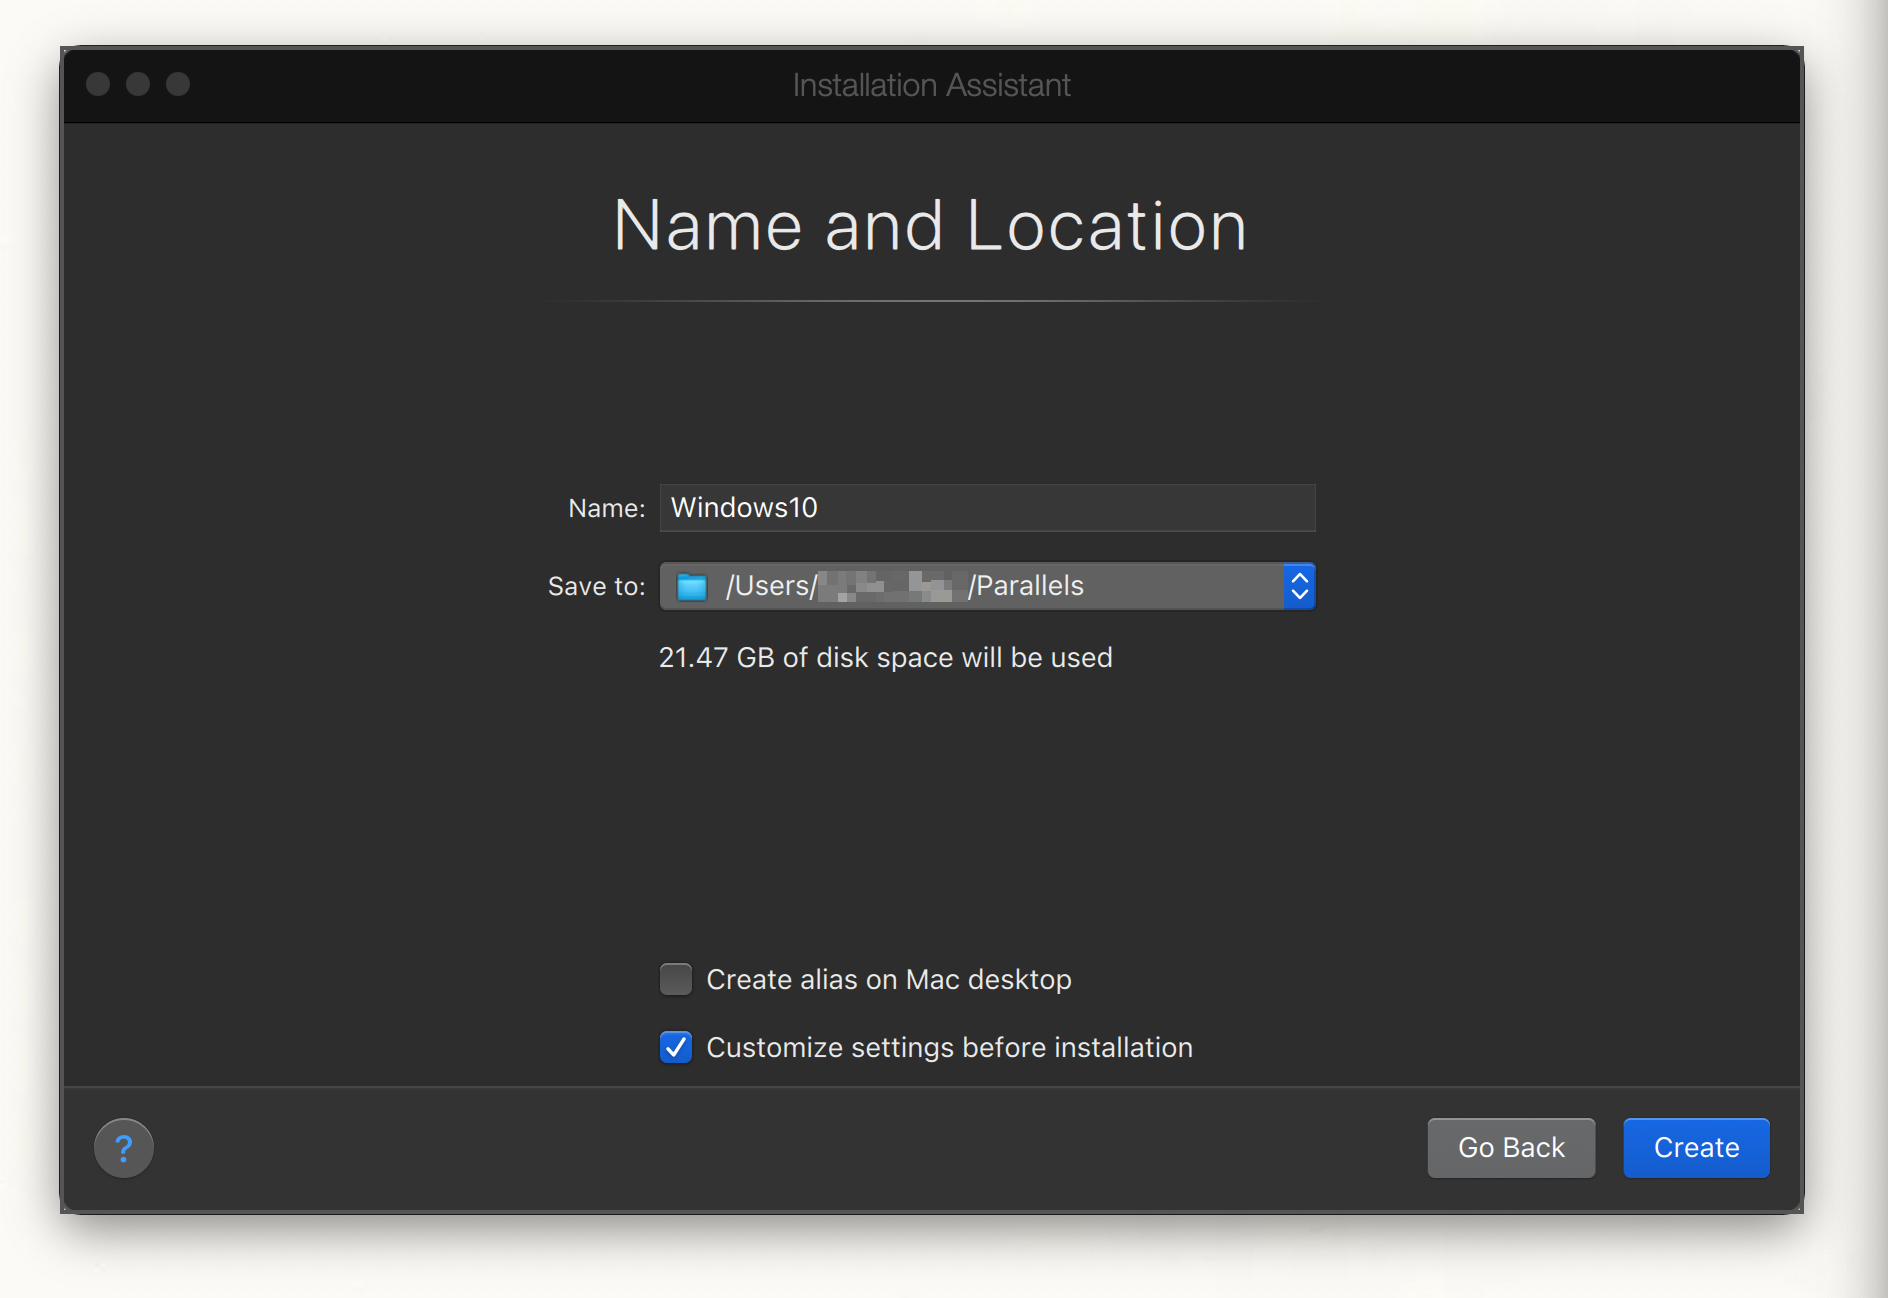 Installation Assistant
Name and Location
Name: Windows10
Save to: /Users/ /Parallels
21.47 GB of disk space will be used
Create alias on Mac desktop
Customize settings before installation
? Go Back Create